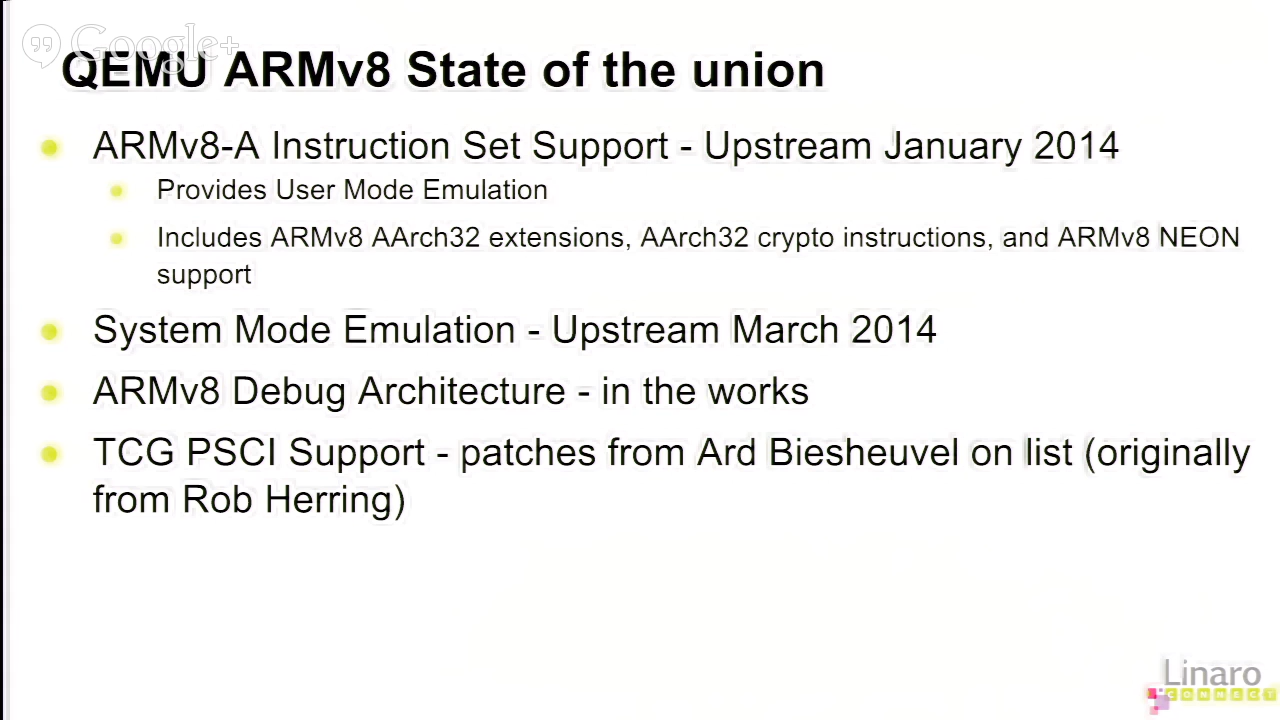 Google+
QEMU ARMv8 State of the union
ARMv8-A Instruction Set Support - Upstream January 2014
Provides User Mode Emulation
Includes ARMv8 AArch32 extensions, AArch32 crypto instructions, and ARMv8 NEON
support
System Mode Emulation - Upstream March 2014
ARMv8 Debug Architecture - in the works
TCG PSCI Support - patches from Ard Biesheuvel on list (originally
from Rob Herring)
Linaro
CONNECT